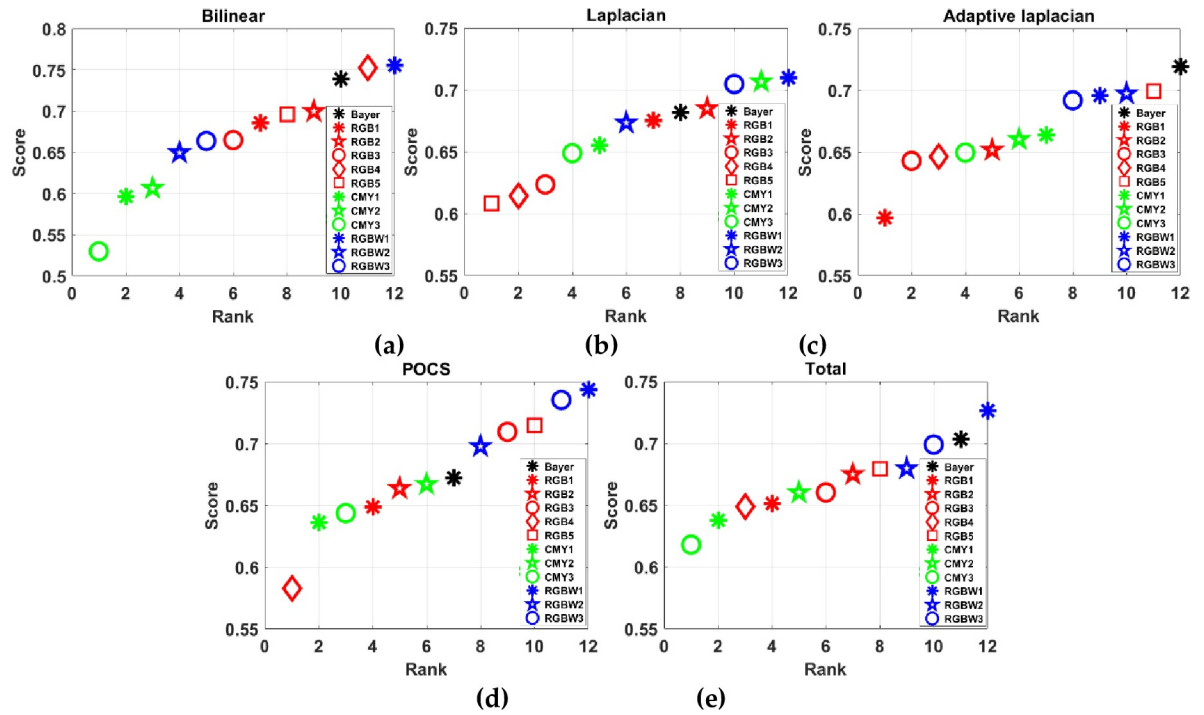 Bilinear
0.8
0.75
0.7
0.65
0.6
0.55
0.5
Score
0 2 4 6 8 10 12
Rank
Bayer
RGB1
RGB2
RGB3
RGB4
RGB5
CMY1
CMY2
CMY3
RGBW1
RGBW2
RGBW3
(a)
Laplacian
0.75
0.7
0.65
0.6
0.55
Score
0 2 4 6 8 10 12
Rank
Bayer
RGB1
RGB2
RGB3
RGB4
RGB5
CMY1
CMY2
CMY3
RGBW1
RGBW2
RGBW3
(b)
Adaptive laplacian
0.75
0.7
0.65
0.6
0.55
Score
0 2 4 6 8 10 12
Rank
Bayer
RGB1
RGB2
RGB3
RGB4
RGB5
CMY1
CMY2
CMY3
RGBW1
RGBW2
RGBW3
(c)
POCS
0.75
0.7
0.65
0.6
0.55
Score
0 2 4 6 8 10 12
Rank
Bayer
RGB1
RGB2
RGB3
RGB4
RGB5
CMY1
CMY2
CMY3
RGBW1
RGBW2
RGBW3
(d)
Total
0.75
0.7
0.65
0.6
0.55
Score
0 2 4 6 8 10 12
Rank
Bayer
RGB1
RGB2
RGB3
RGB4
RGB5
CMY1
CMY2
CMY3
RGBW1
RGBW2
RGBW3
(e)